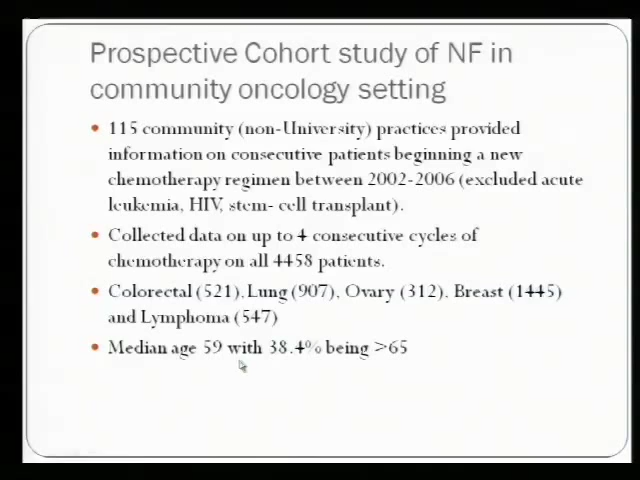 Prospective Cohort study of NF in
community oncology setting
• 115 community (non-University) practices provided
information on consecutive patients beginning a new
chemotherapy regimen between 2002-2006 (excluded acute
leukemia, HIV, stem- cell transplant).
• Collected data on up to 4 consecutive cycles of
chemotherapy on all 4458 patients.
• Colorectal (521), Lung (907), Ovary (312), Breast (1445)
and Lymphoma (547)
• Median age 59 with 38.4% being >65